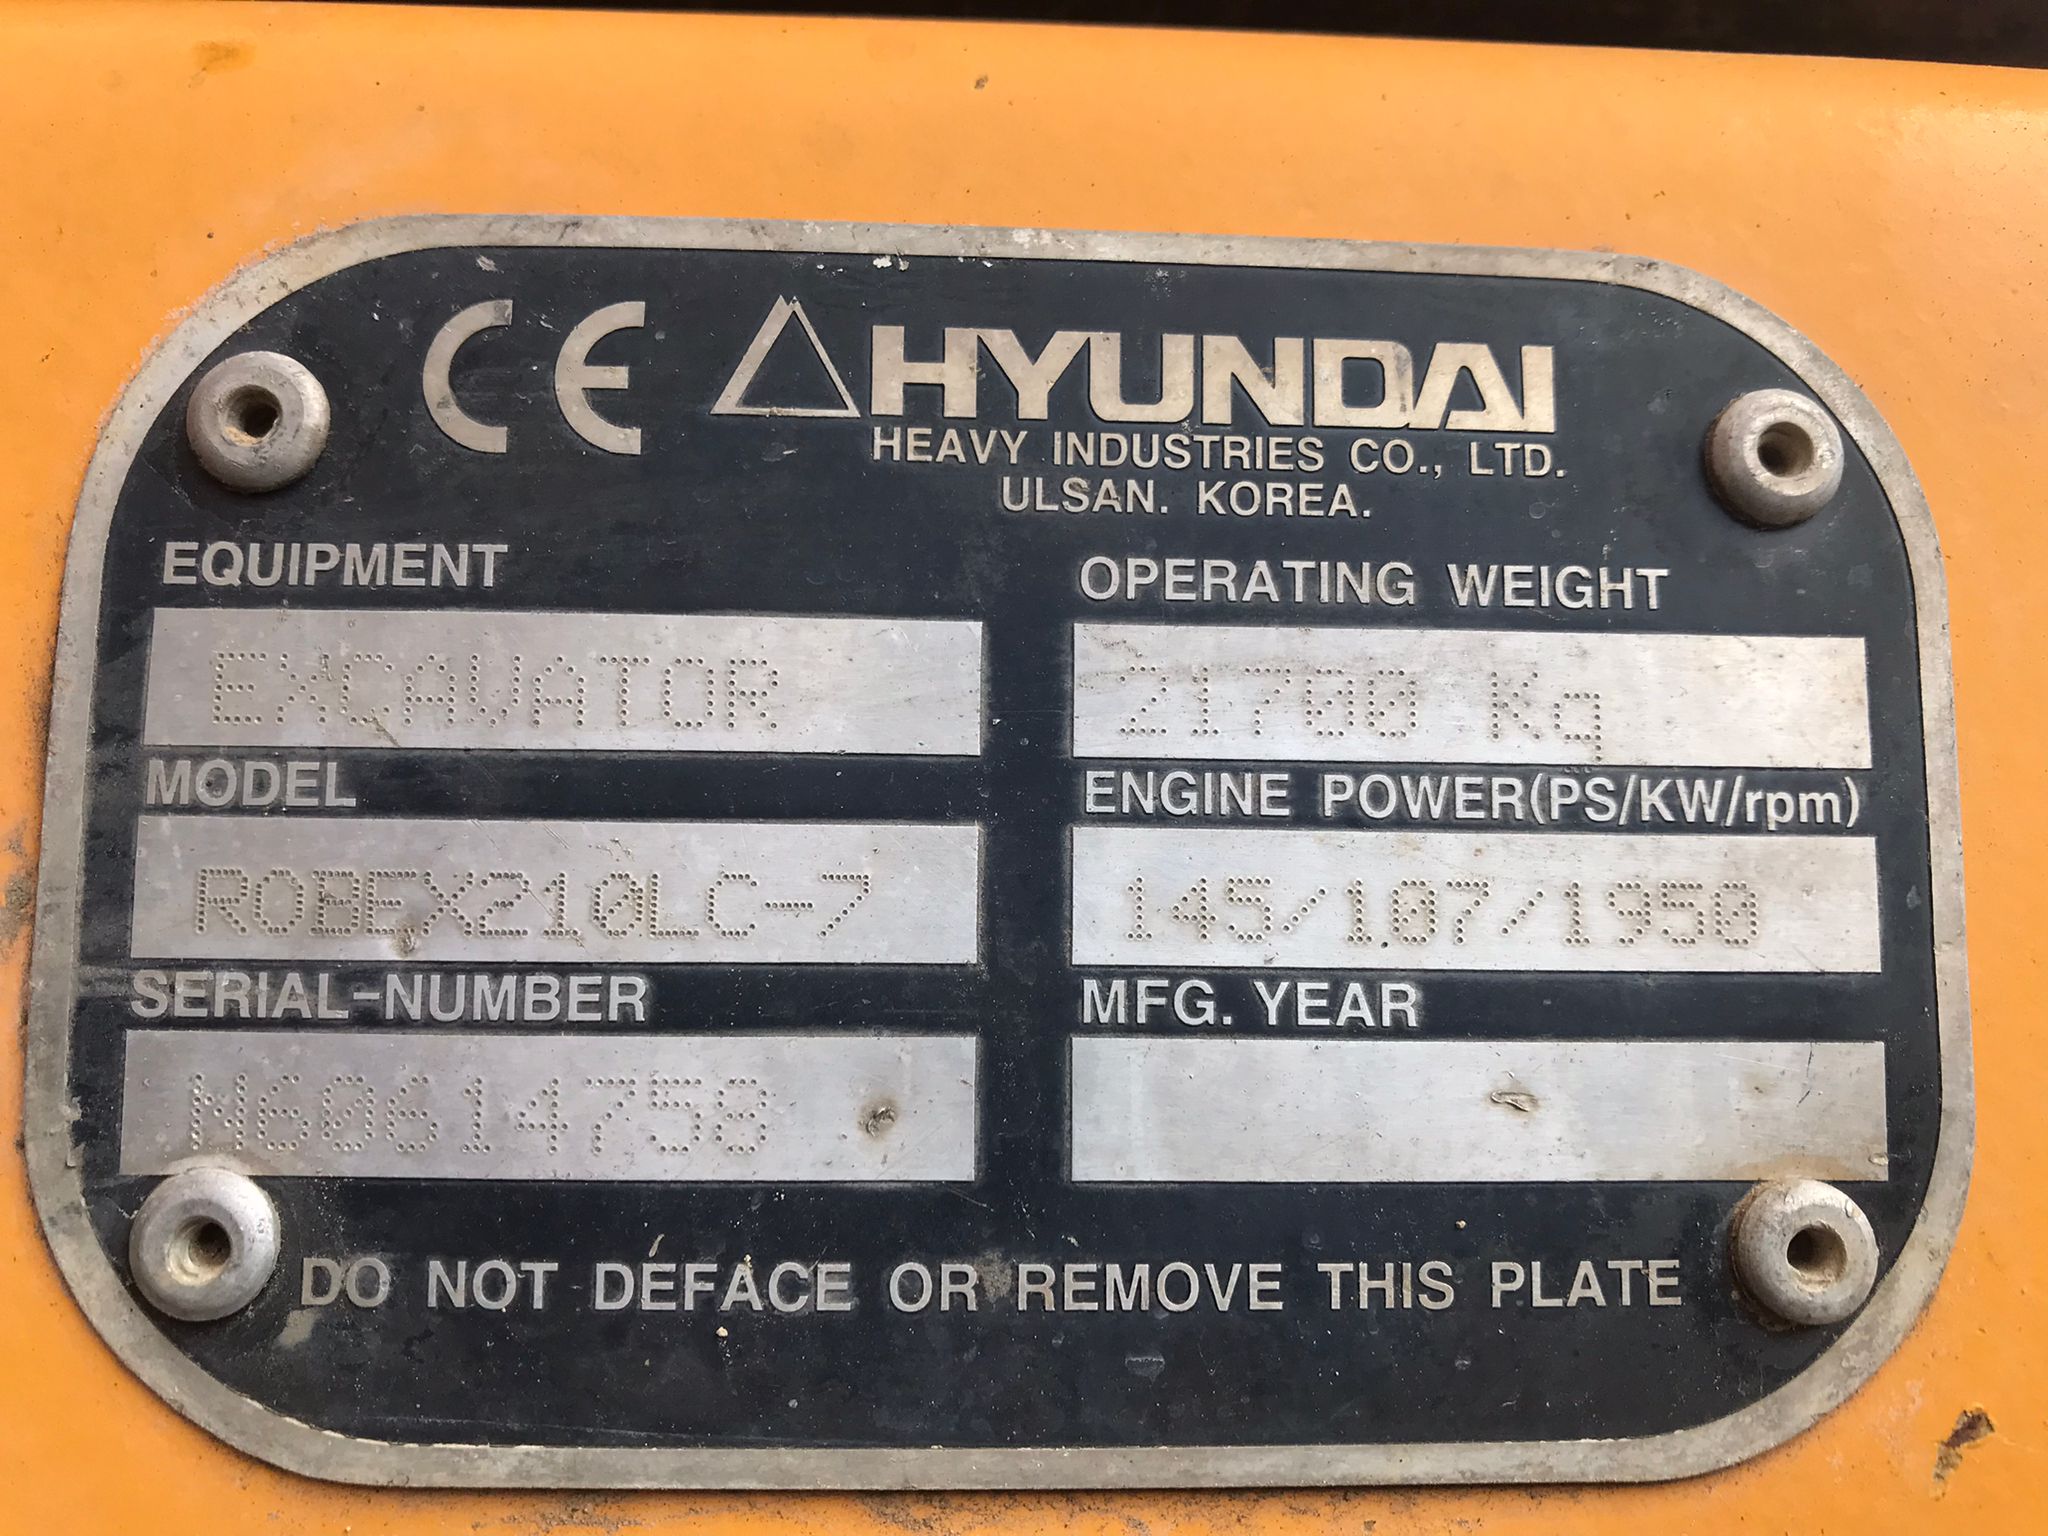 CE HYUNDAI
HEAVY INDUSTRIES CO., LTD.
ULSAN. KOREA.
EQUIPMENT
EXCAVATOR
MODEL
ROBEX210LC-7
SERIAL-NUMBER
N60614758
OPERATING WEIGHT
21700 Kg
ENGINE POWER(PS/KW/rpm)
145/107/1950
MFG. YEAR
DO NOT DEFACE OR REMOVE THIS PLATE